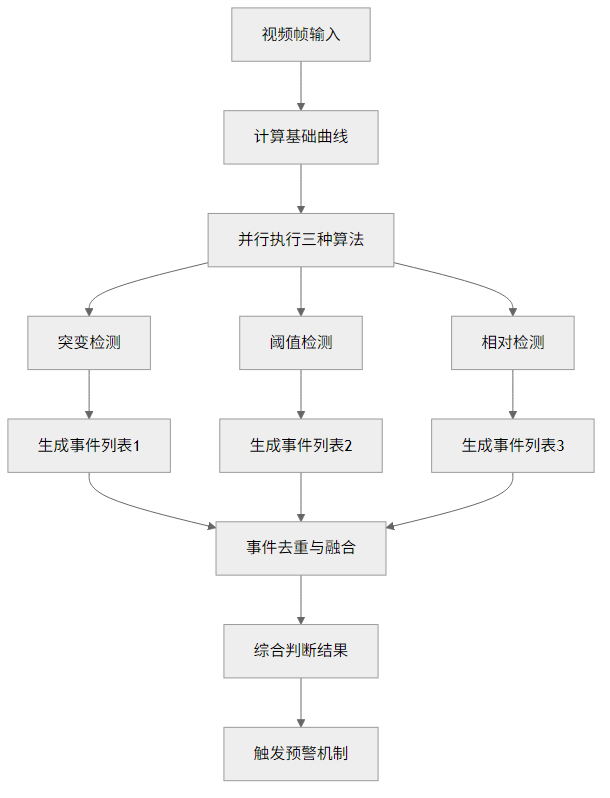 视频帧输入
计算基础曲线
并行执行三种算法
突变检测
阈值检测
相对检测
生成事件列表1
生成事件列表2
生成事件列表3
事件去重与融合
综合判断结果
触发预警机制